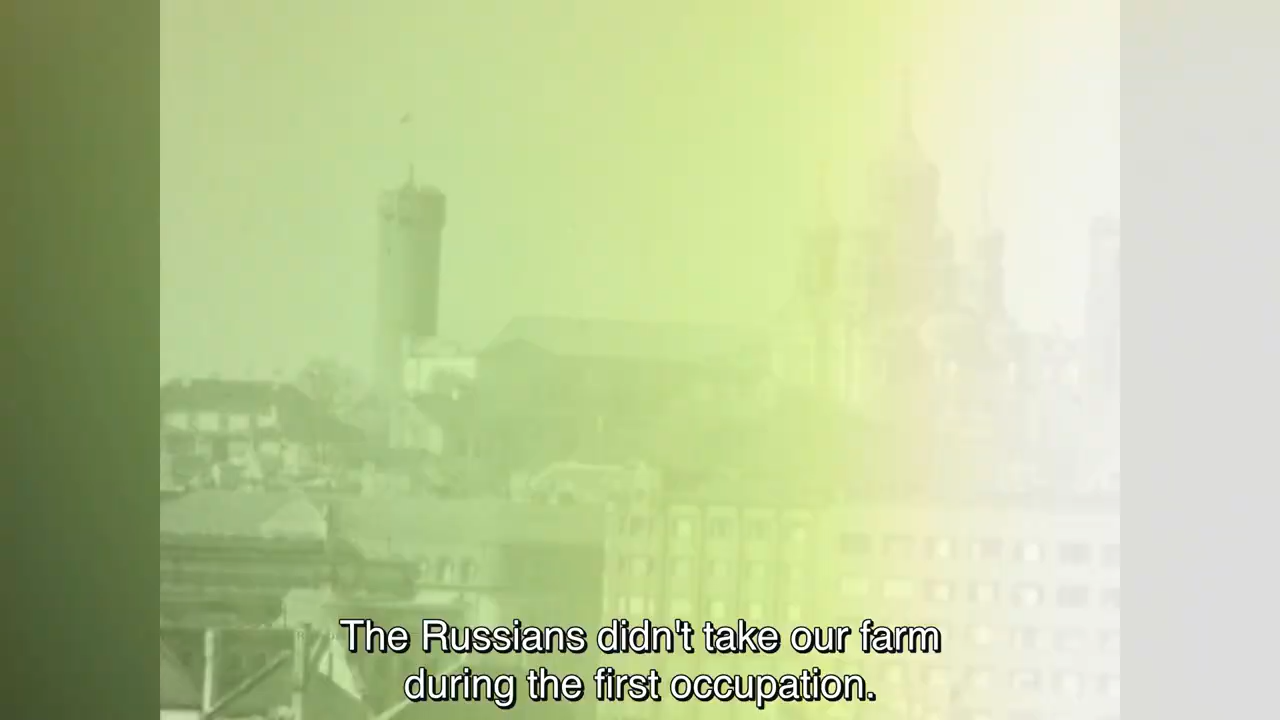 The Russians didn't take our farm
during the first occupation.